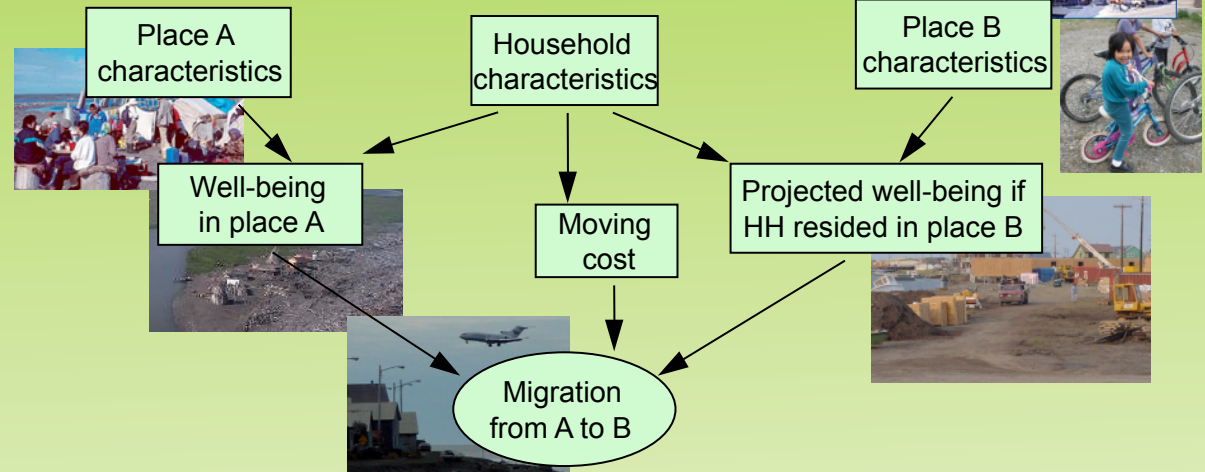 Place A
characteristics
Household
characteristics
Place B
characteristics
Well-being
in place A
Moving
cost
Projected well-being if
HH resided in place B
Migration
from A to B